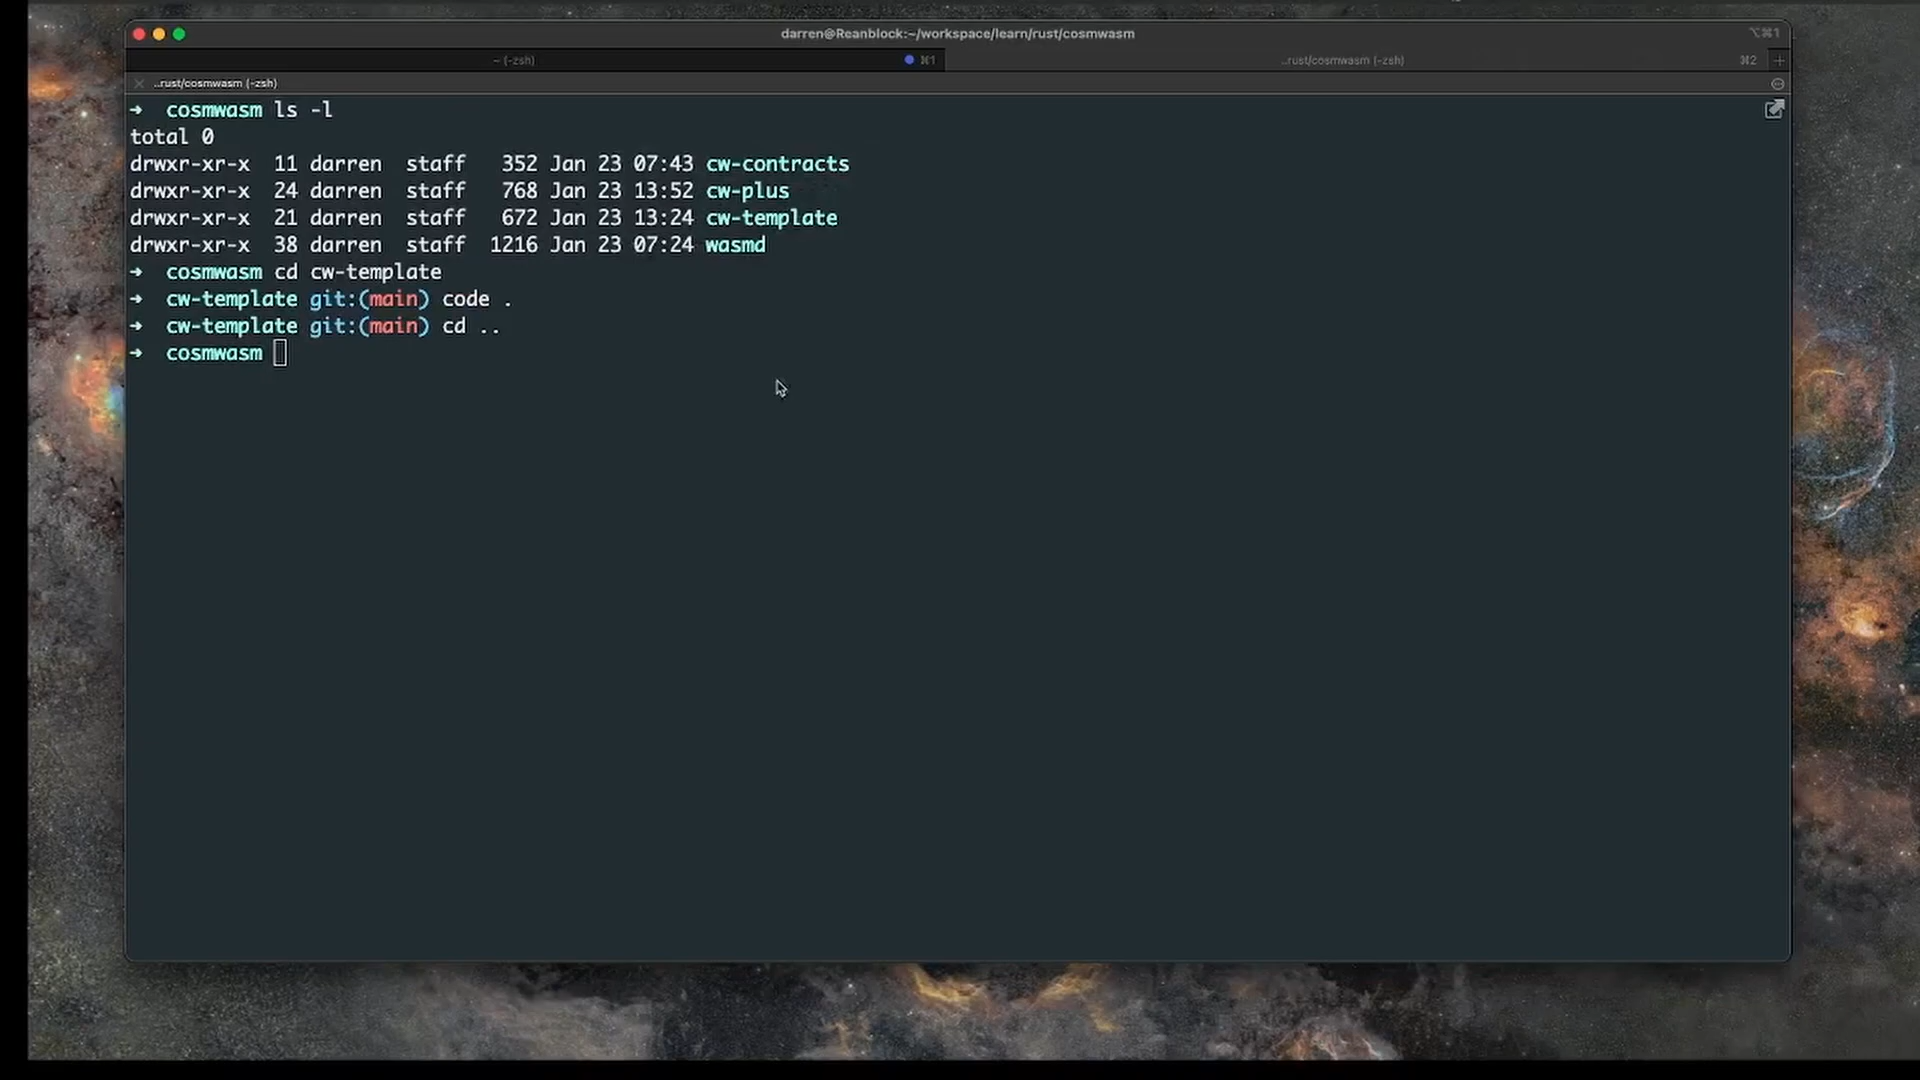 darren@Reanblock:~/workspace/learn/rust/cosmwasm
⌥⌘1
~ (-zsh)
⌘1
..rust/cosmwasm (-zsh)
⌘2
..rust/cosmwasm (-zsh)
➜  cosmwasm ls -l
total 0
drwxr-xr-x  11 darren  staff   352 Jan 23 07:43 cw-contracts
drwxr-xr-x  24 darren  staff   768 Jan 23 13:52 cw-plus
drwxr-xr-x  21 darren  staff   672 Jan 23 13:24 cw-template
drwxr-xr-x  38 darren  staff  1216 Jan 23 07:24 wasmd
➜  cosmwasm cd cw-template
➜  cw-template git:(main) code .
➜  cw-template git:(main) cd ..
➜  cosmwasm